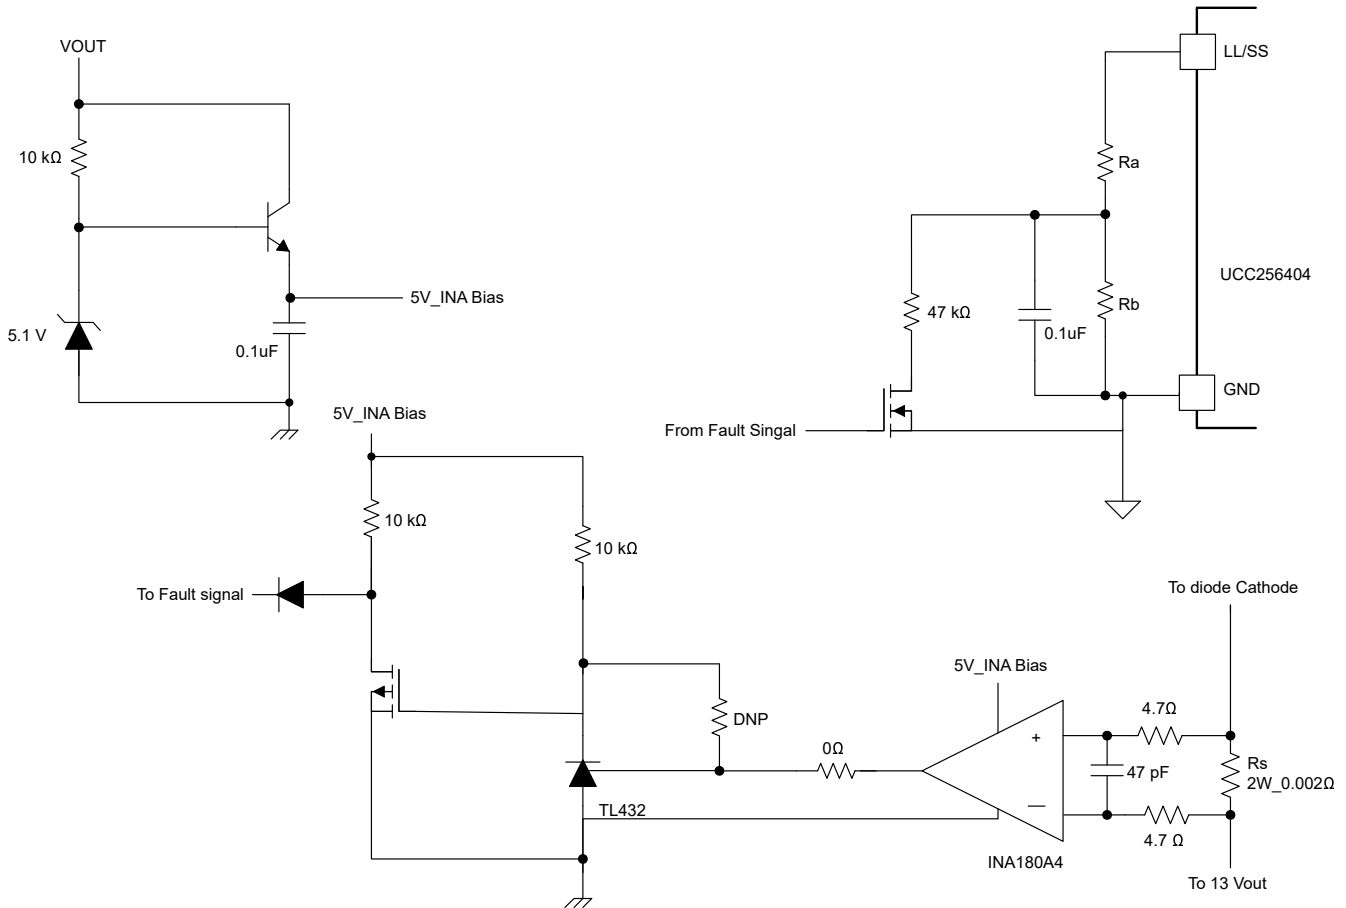 VOUT
10 kΩ
5.1 V
5V_INA Bias
0.1uF
LL/SS
Ra
UCC256404
47 kΩ
0.1uF
Rb
GND
From Fault Singal
5V_INA Bias
10 kΩ
10 kΩ
To Fault signal
DNP
TL432
0Ω
5V_INA Bias
+
—
INA180A4
To diode Cathode
4.7Ω
47 pF
Rs
2W_0.002Ω
4.7 Ω
To 13 Vout